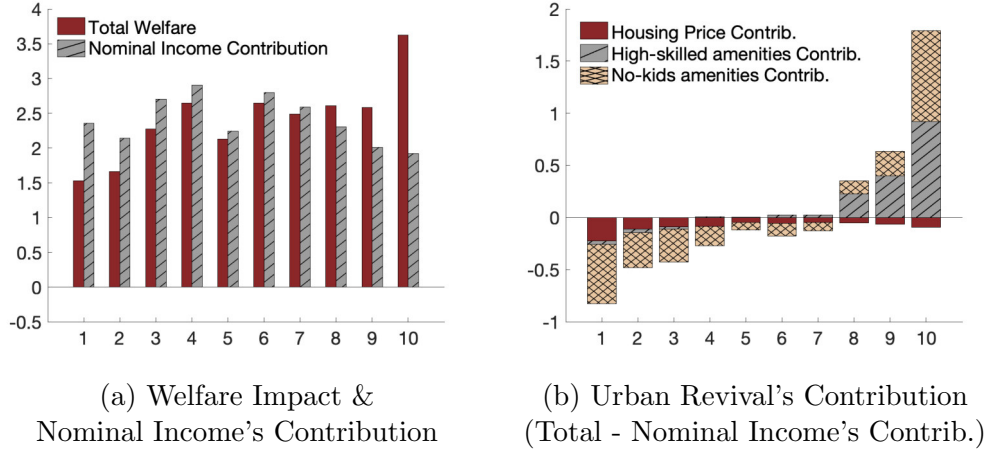 4
3.5
3
2.5
2
1.5
1
0.5
0
-0.5
Total Welfare
Nominal Income Contribution
1 2 3 4 5 6 7 8 9 10
(a) Welfare Impact &
Nominal Income's Contribution
2
1.5
1
0.5
0
-0.5
-1
Housing Price Contrib.
High-skilled amenities Contrib.
No-kids amenities Contrib.
1 2 3 4 5 6 7 8 9 10
(b) Urban Revival's Contribution
(Total - Nominal Income's Contrib.)